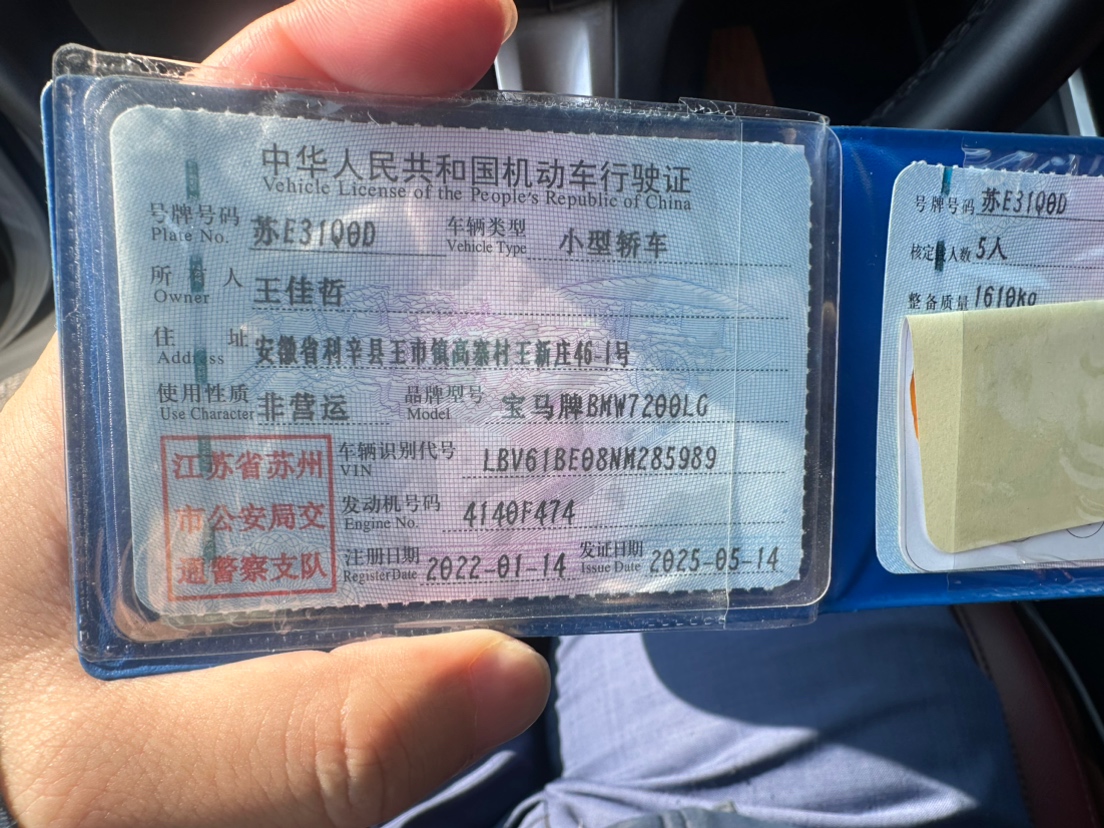 中华人民共和国机动车行驶证
Vehicle License of the People's Republic of China
号牌号码 苏E31Q0D 车辆类型 小型轿车
Plate No. Vehicle Type
所有人 王佳哲
Owner
住址 安徽省利辛县王市镇高寨村王新庄46-1号
Address
使用性质 非营运 品牌型号 宝马牌BMW7200LG
Use Character Model
江苏省苏州
市公安局交
通警察支队
车辆识别代号 LBV61BE08NM285989
VIN
发动机号码 4140F474
Engine No.
注册日期 2022-01-14 发证日期 2025-05-14
Register Date Issue Date
号牌号码 苏E31Q0D
核定载人数 5人
整备质量 1610kg